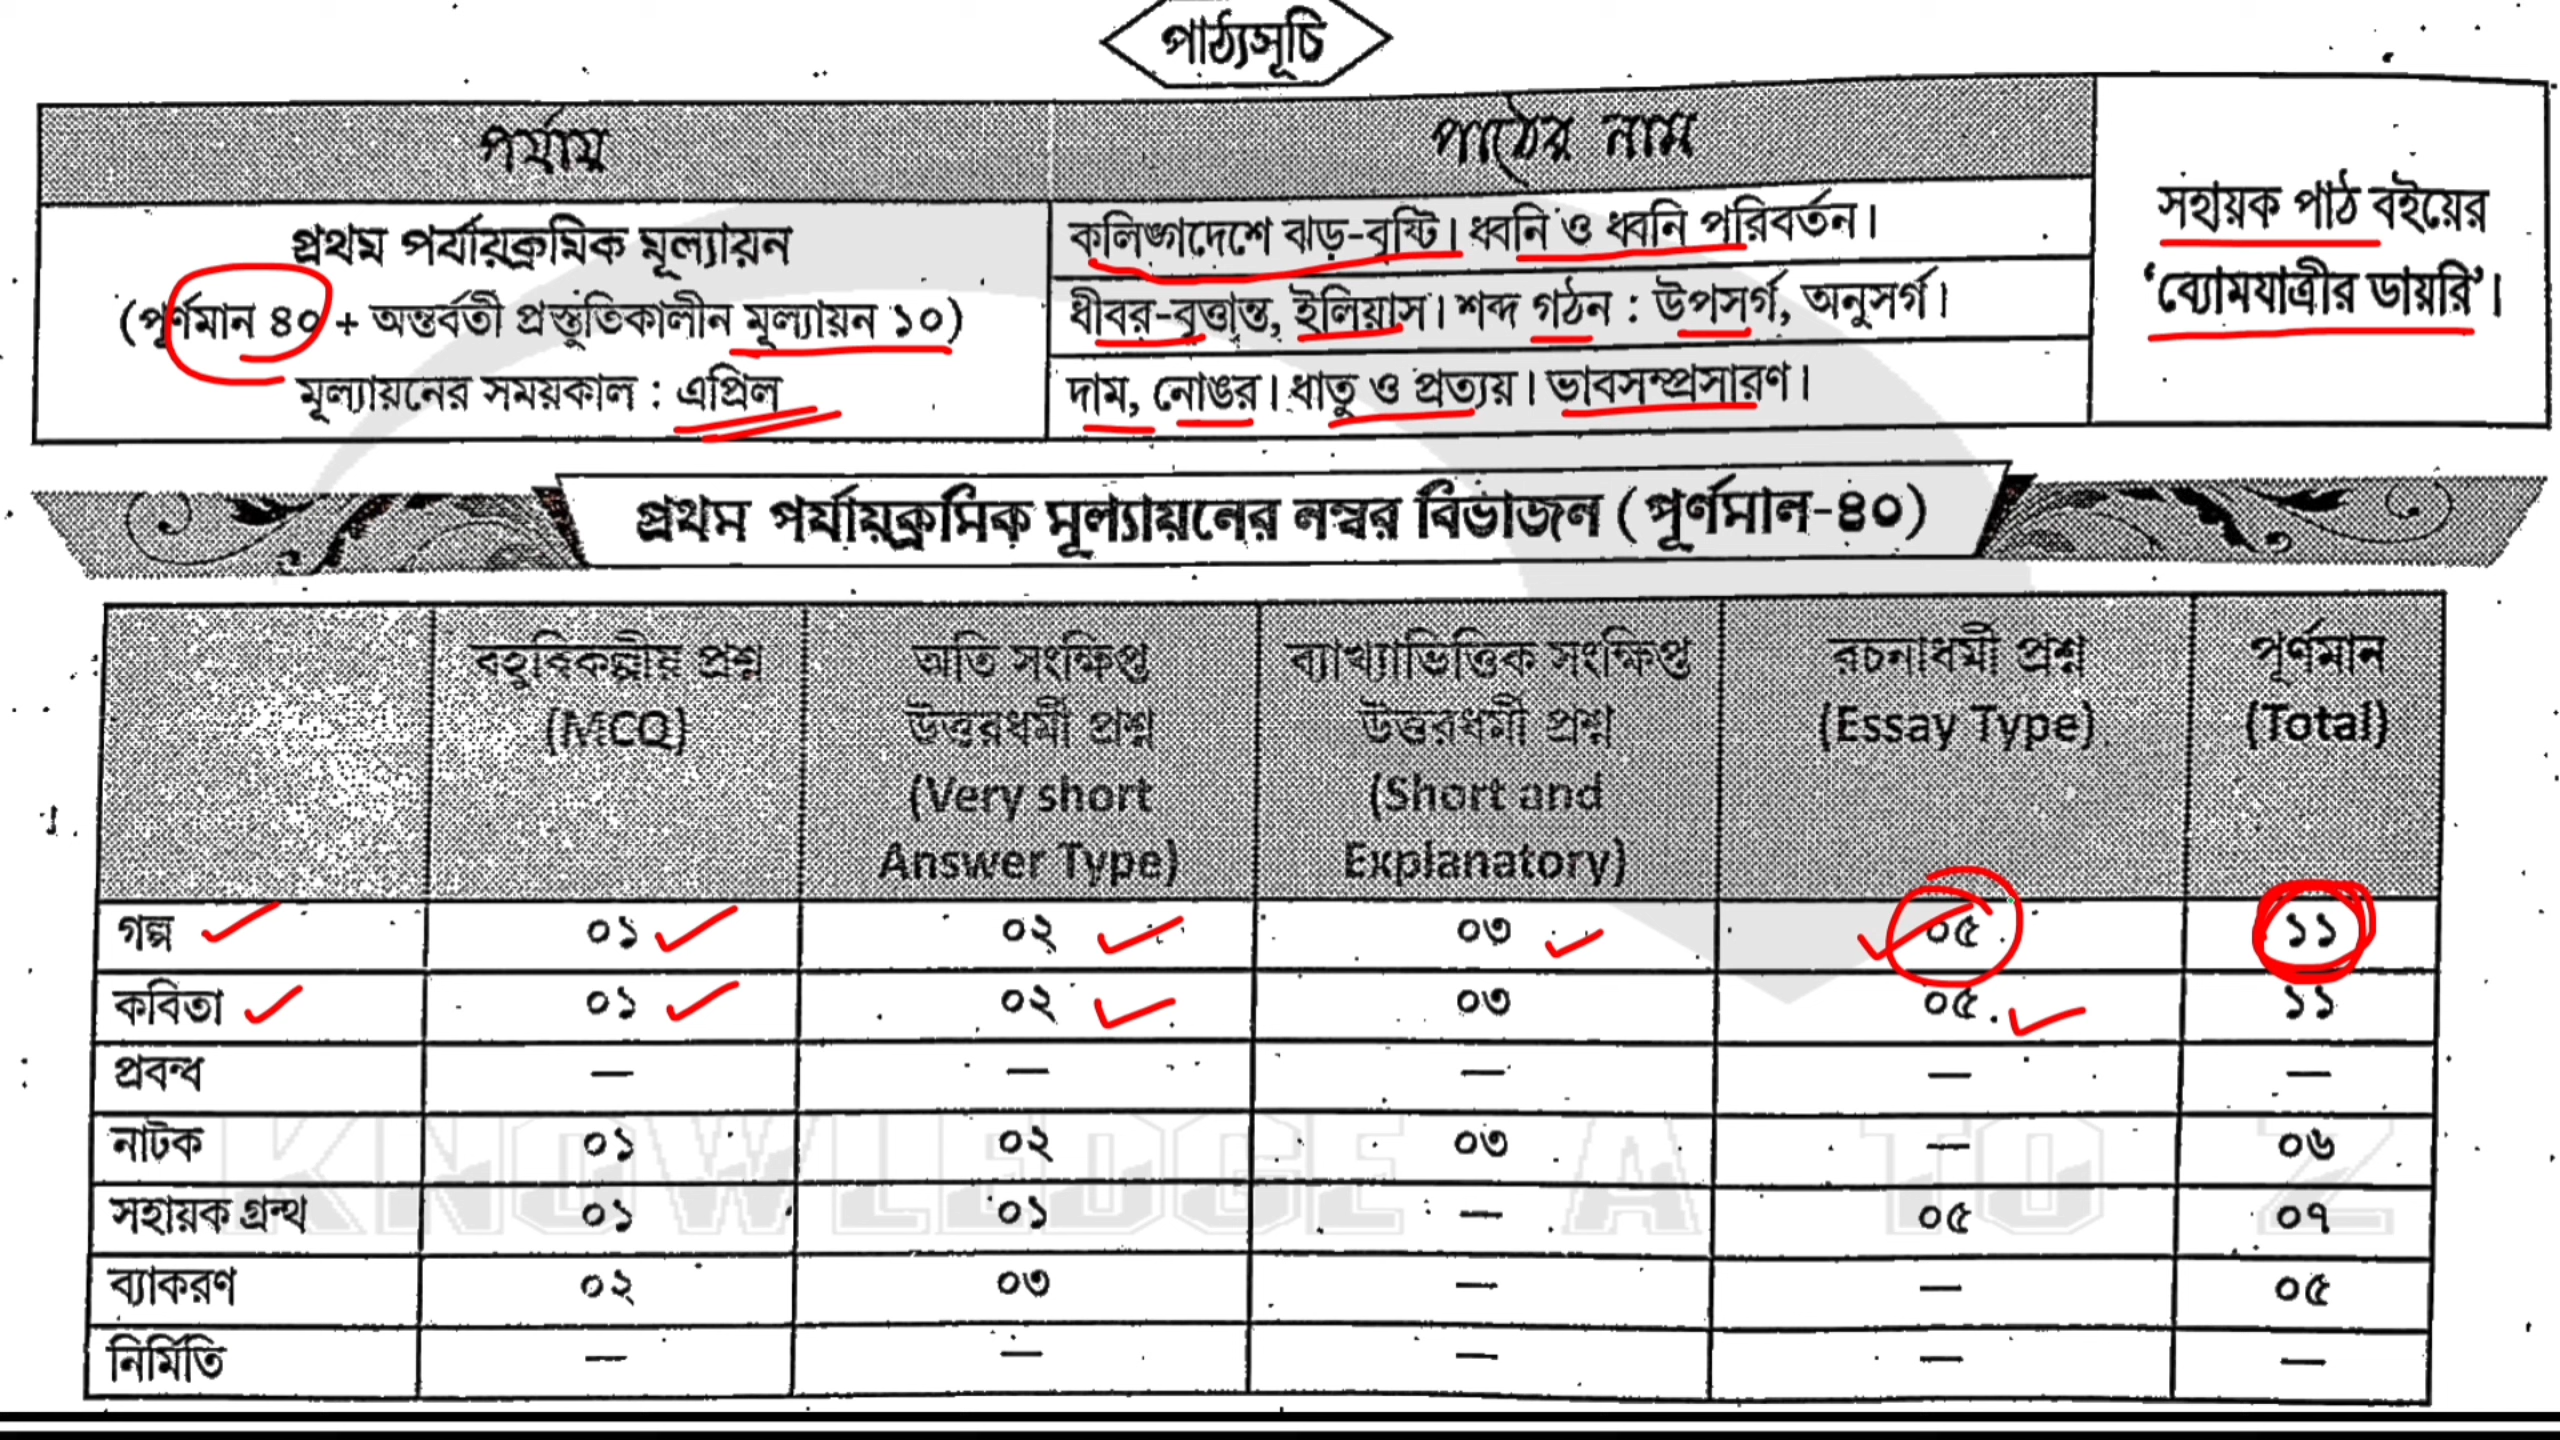 পাঠ্যসূচি
পর্যায় পাঠের নাম
সহায়ক পাঠ বইয়ের
‘ব্যোমযাত্রীর ডায়রি’।
প্রথম পর্যায়ক্রমিক মূল্যায়ন
(পূর্ণমান ৪০ + অন্তর্বর্তী প্রস্তুতিকালীন মূল্যায়ন ১০)
মূল্যায়নের সময়কাল : এপ্রিল
কলিঙ্গদেশে ঝড়-বৃষ্টি। ধ্বনি ও ধ্বনি পরিবর্তন।
ধীবর-বৃত্তান্ত, ইলিয়াস। শব্দ গঠন : উপসর্গ, অনুসর্গ।
দাম, নোঙর। ধাতু ও প্রত্যয়। ভাবসম্প্রসারণ।
প্রথম পর্যায়ক্রমিক মূল্যায়নের নম্বর বিভাজন (পূর্ণমান-৪০)
বহুবিকল্পীয় প্রশ্ন
(MCQ)
অতি সংক্ষিপ্ত
উত্তরধর্মী প্রশ্ন
(Very short
Answer Type)
ব্যাখ্যাভিত্তিক সংক্ষিপ্ত
উত্তরধর্মী প্রশ্ন
(Short and
Explanatory)
রচনাধর্মী প্রশ্ন
(Essay Type)
পূর্ণমান
(Total)
গল্প ০১ ০২ ০৩ ০৫ ১১
কবিতা ০১ ০২ ০৩ ০৫ ১১
প্রবন্ধ — — — — —
নাটক ০১ ০২ ০৩ — ০৬
সহায়ক গ্রন্থ ০১ ০১ — ০৫ ০৭
ব্যাকরণ ০২ ০৩ — — ০৫
নির্মিতি — — — — —
KNOWLEDGE A TO Z